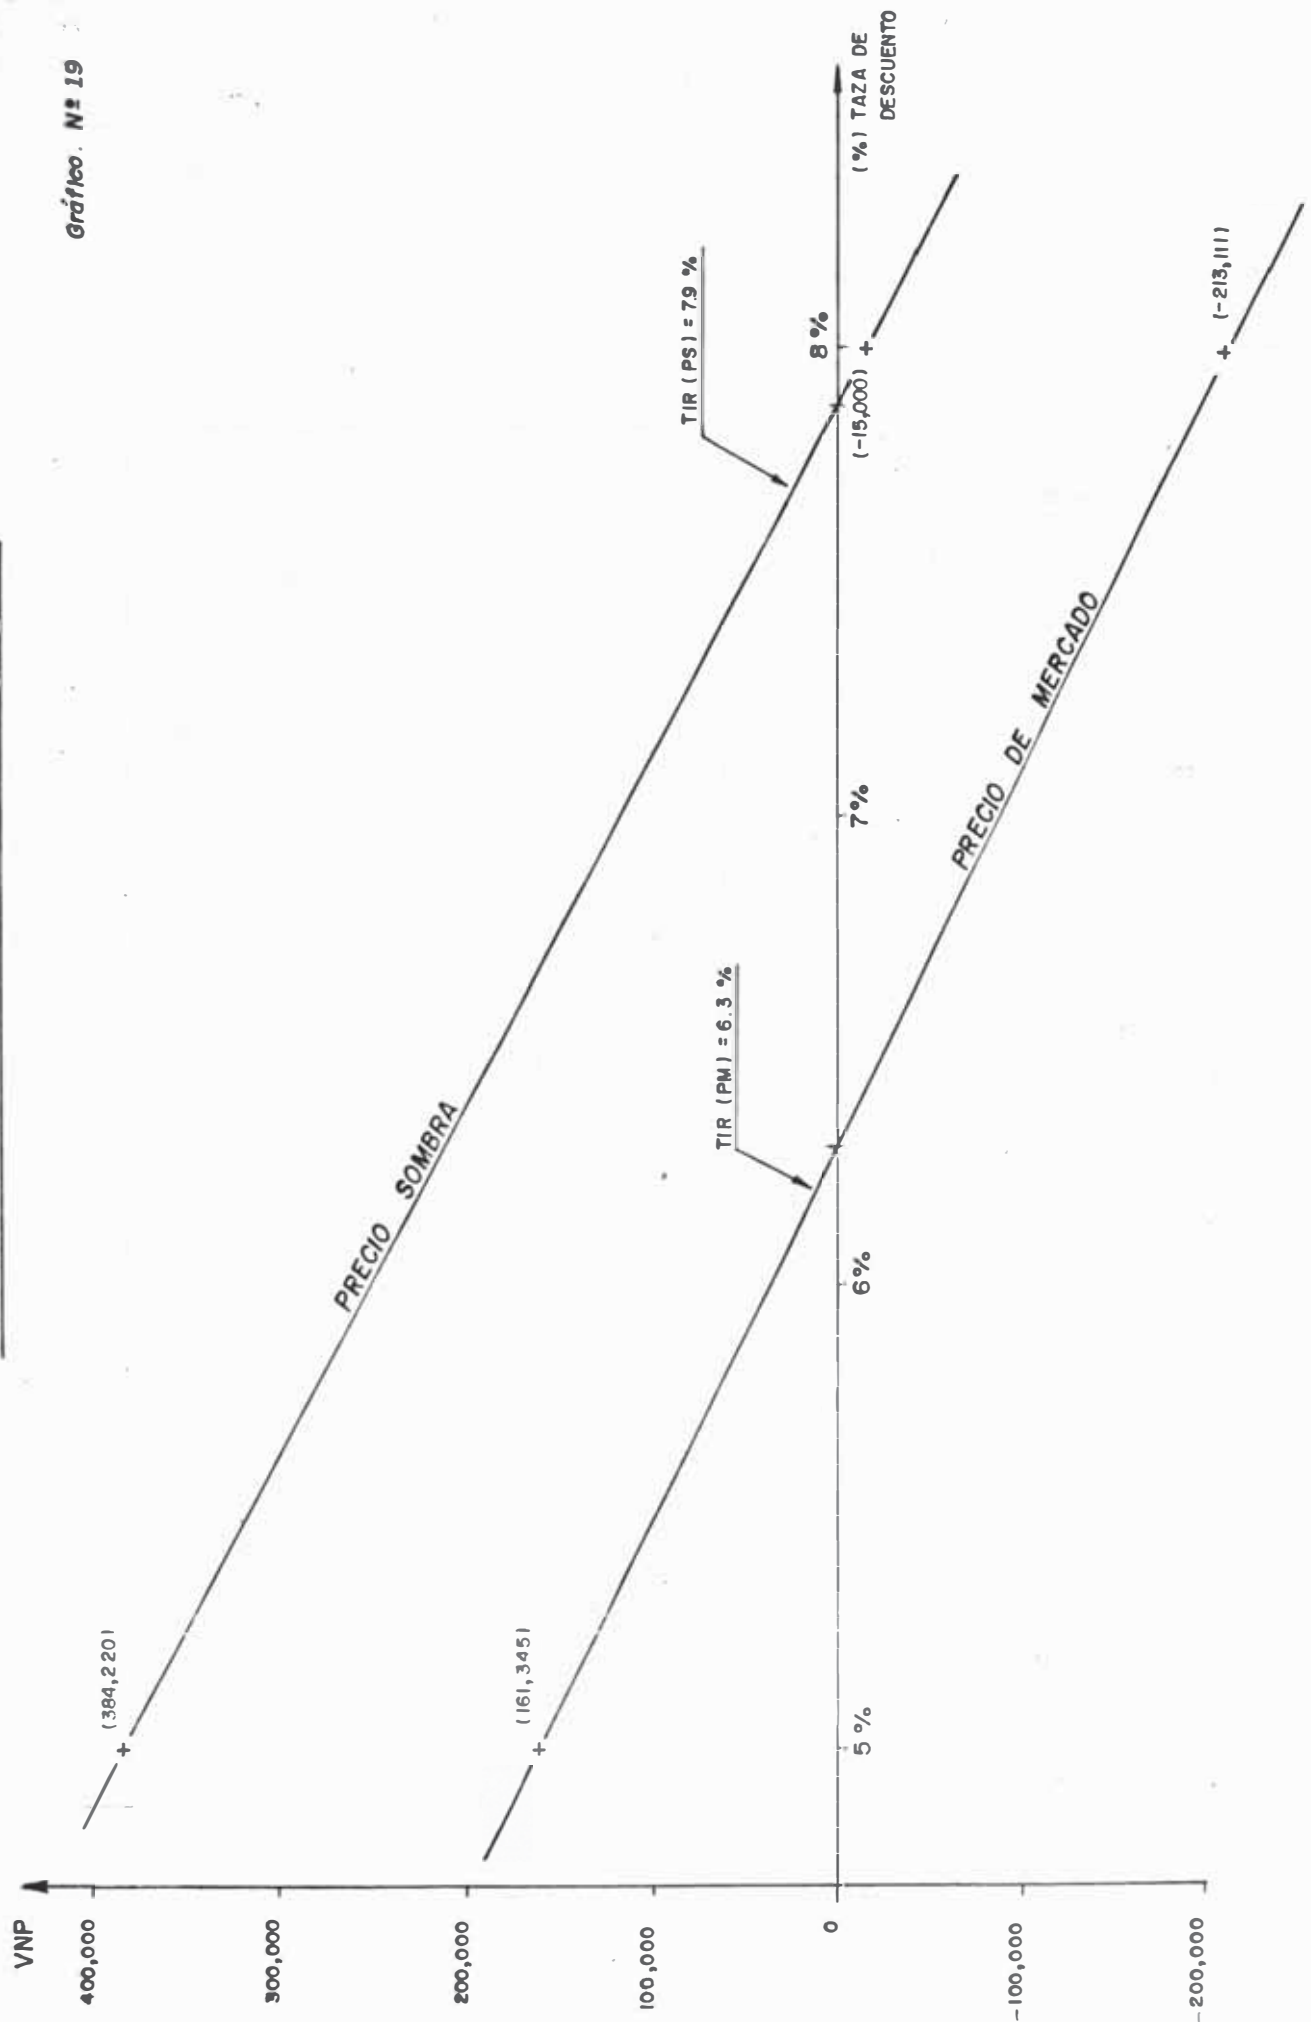 Gráfico. Nº 19
VNP
400,000
300,000
200,000
100,000
0
-100,000
-200,000
(384,220)
(161,345)
PRECIO SOMBRA
TIR (PM) = 6.3 %
TIR (PS) = 7.9 %
5%
6%
7%
8%
(-15,000)
(%) TAZA DE
DESCUENTO
PRECIO DE MERCADO
(-213,111)